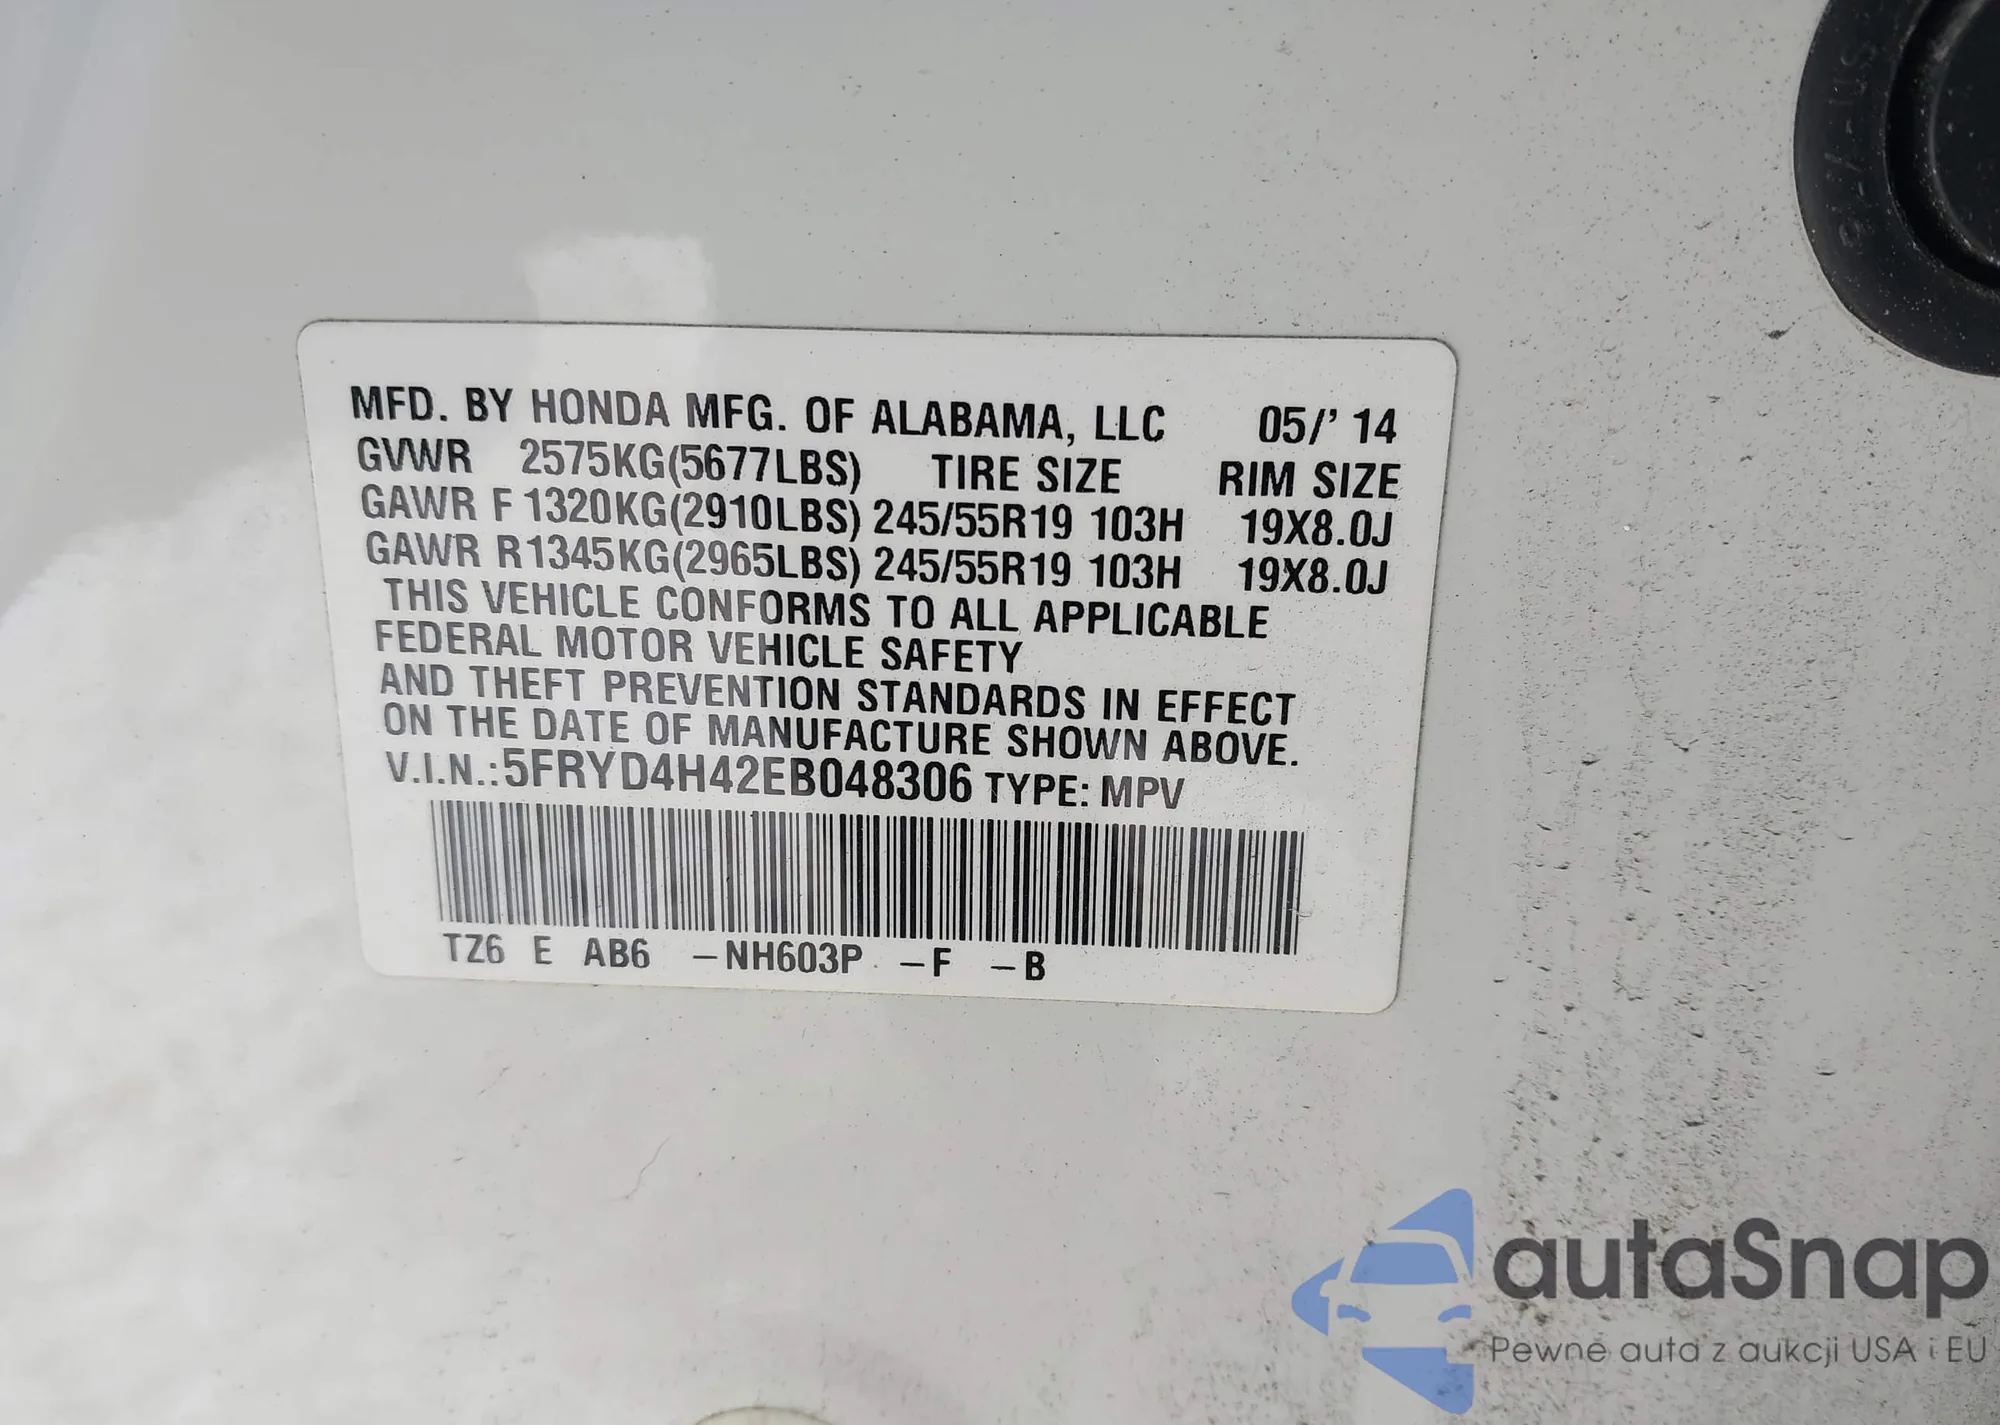 MFD. BY HONDA MFG. OF ALABAMA, LLC 05/' 14
GVWR 2575KG(5677LBS) TIRE SIZE RIM SIZE
GAWR F 1320KG(2910LBS) 245/55R19 103H 19X8.0J
GAWR R1345KG(2965LBS) 245/55R19 103H 19X8.0J
THIS VEHICLE CONFORMS TO ALL APPLICABLE
FEDERAL MOTOR VEHICLE SAFETY
AND THEFT PREVENTION STANDARDS IN EFFECT
ON THE DATE OF MANUFACTURE SHOWN ABOVE.
V.I.N.:5FRYD4H42EB048306 TYPE: MPV
TZ6 E AB6 -NH603P -F -B
autaSnap
Pewne auta z aukcji USA i EU